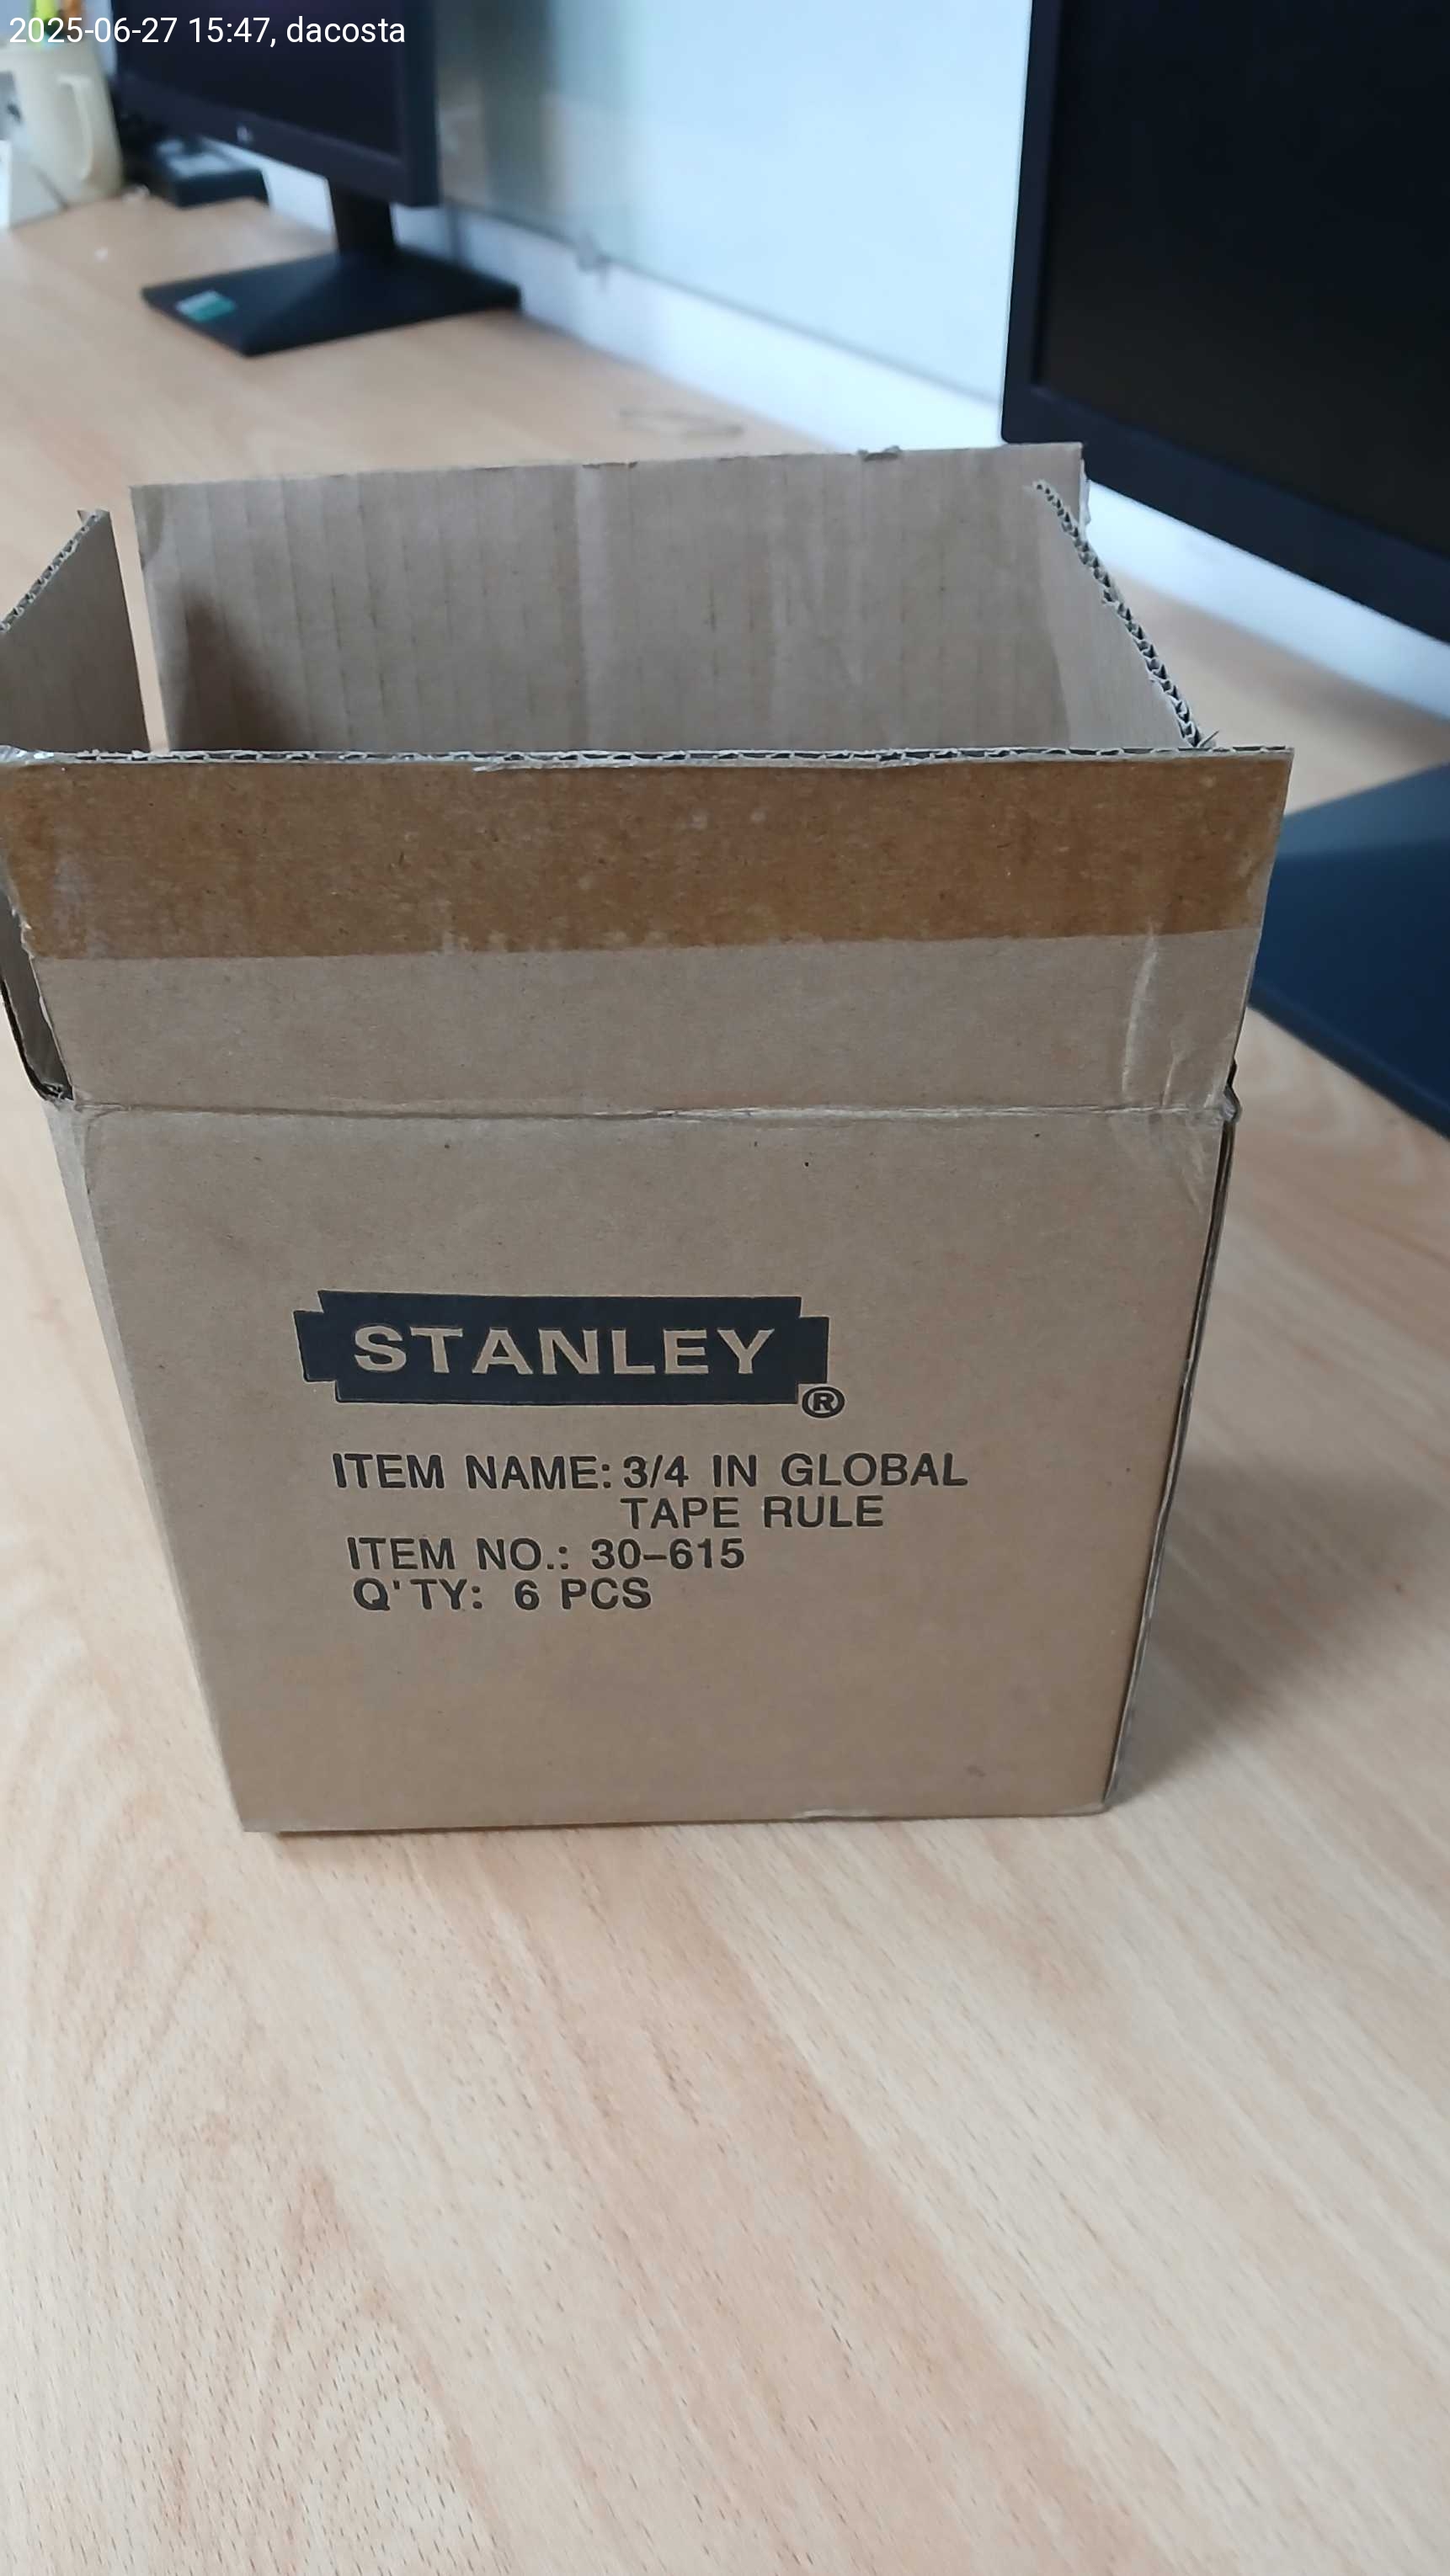 2025-06-27 15:47, dacosta
STANLEY®
ITEM NAME: 3/4 IN GLOBAL
TAPE RULE
ITEM NO.: 30-615
Q'TY: 6 PCS